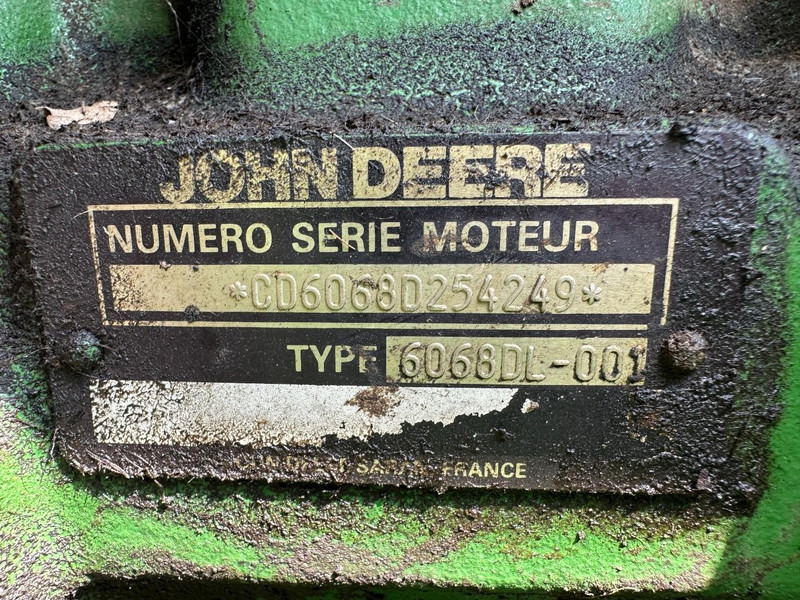 JOHN DEERE
NUMERO SERIE MOTEUR
*CD6068D254249*
TYPE 6068DL-001
FRANCE